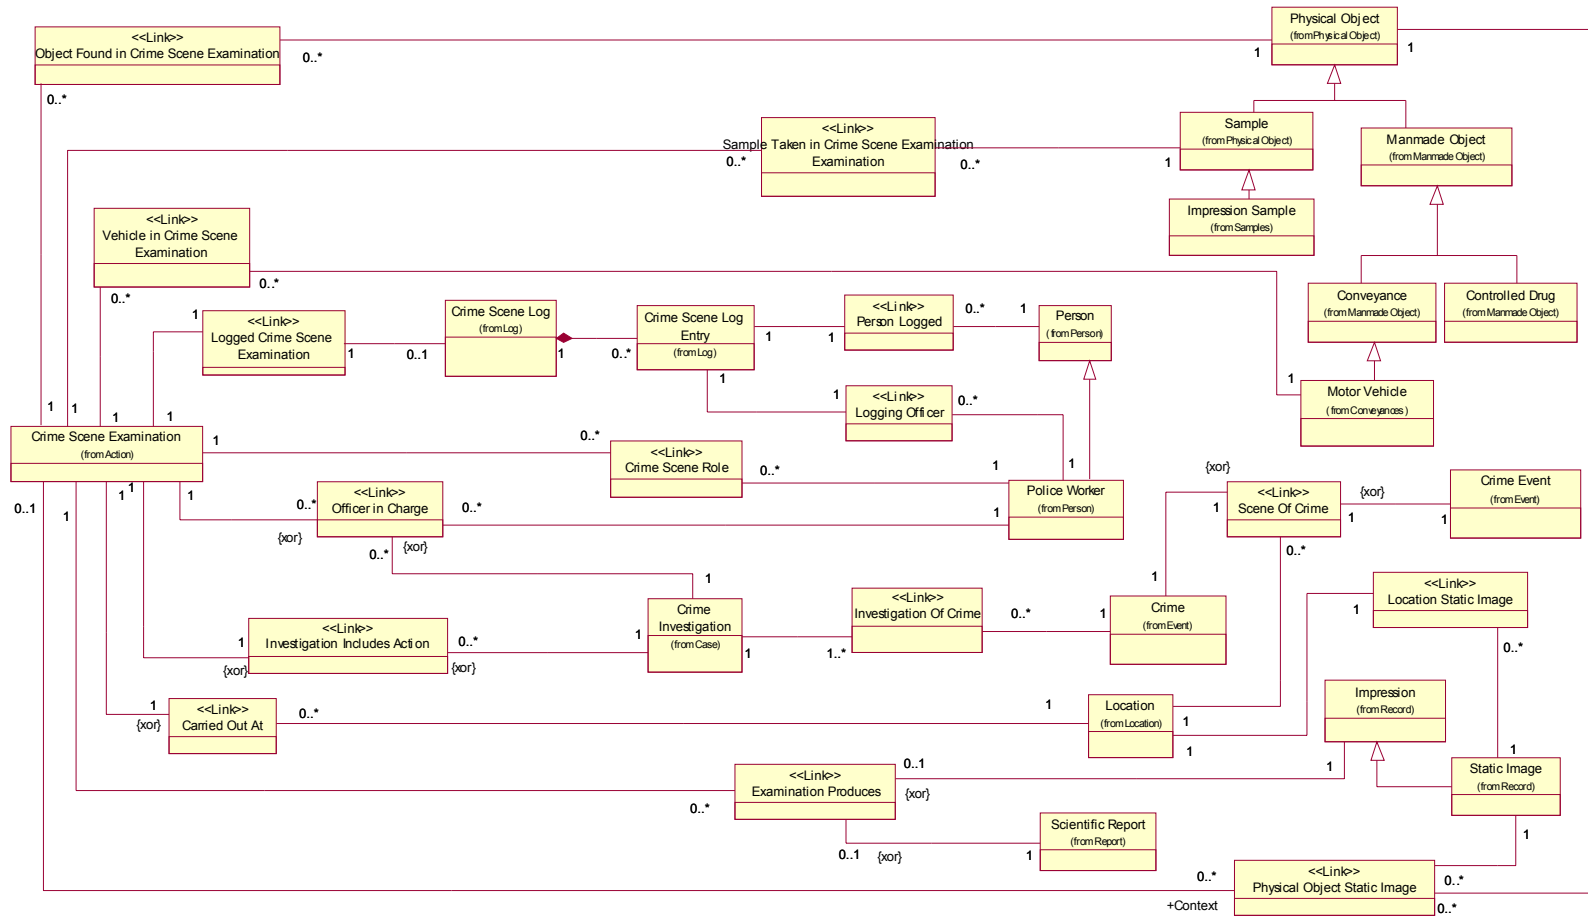 <<Link>>
Object Found in Crime Scene Examination
0..*
0..*
Physical Object
(from Physical Object)
1
1
<<Link>>
Sample Taken in Crime Scene Examination
Examination
0..*
0..*
Sample
(from Physical Object)
1
Manmade Object
(from Manmade Object)
Impression Sample
(from Samples)
<<Link>>
Vehicle in Crime Scene
Examination
0..*
0..*
Conveyance
(from Manmade Object)
Controlled Drug
(from Manmade Object)
Motor Vehicle
(from Conveyances)
1
1
<<Link>>
Logged Crime Scene
Examination
1
0..1
Crime Scene Log
(from Log)
1
0..*
Crime Scene Log
Entry
(from Log)
1
1
<<Link>>
Person Logged
1
0..*
1
Person
(from Person)
1
<<Link>>
Logging Officer
0..*
1
1
1
1
1
Crime Scene Examination
(from Action)
1
0..*
<<Link>>
Crime Scene Role
0..*
1
1
Police Worker
(from Person)
0..1
1
1
1
1
0..*
{xor}
<<Link>>
Officer in Charge
0..*
1
0..*
{xor}
1
{xor}
1
<<Link>>
Scene Of Crime
{xor}
1
1
0..*
Crime Event
(from Event)
<<Link>>
Investigation Includes Action
1
{xor}
0..*
{xor}
1
Crime
Investigation
(from Case)
1
1..*
<<Link>>
Investigation Of Crime
0..*
1
1
Crime
(from Event)
<<Link>>
Location Static Image
1
0..*
1
{xor}
<<Link>>
Carried Out At
0..*
1
Location
(from Location)
1
1
Impression
(from Record)
1
1
Static Image
(from Record)
1
0..*
<<Link>>
Examination Produces
0..1
{xor}
0..1
{xor}
1
Scientific Report
(from Report)
0..*
+Context
<<Link>>
Physical Object Static Image
0..*
0..*